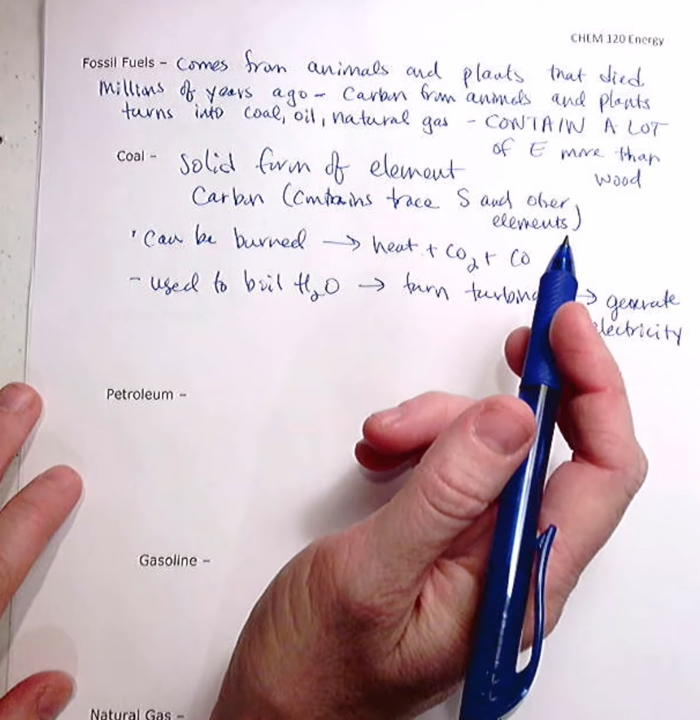 CHEM 120 Energy
Fossil Fuels - Comes from animals and plants that died
Millions of years ago - Carbon from animals and plants
turns into coal, oil, natural gas - CONTAIN A LOT
of E more than
wood
Coal - Solid form of element
Carbon (contains trace S and other
elements)
· Can be burned → heat + CO₂ + CO
- used to boil H₂O → turn → generate
Petroleum -
Gasoline -
Natural Gas -